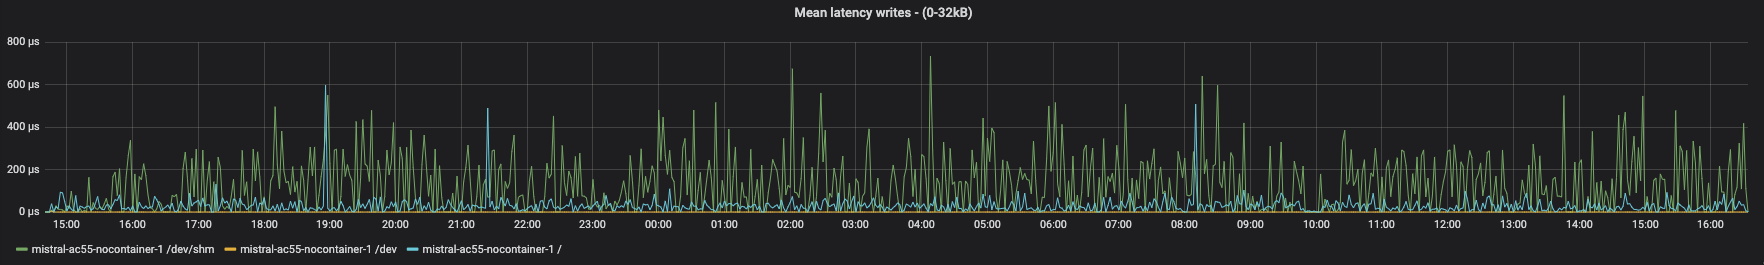 Mean latency writes - (0-32kB)
800 µs
600 µs
400 µs
200 µs
0 µs
15:00 16:00 17:00 18:00 19:00 20:00 21:00 22:00 23:00 00:00 01:00 02:00 03:00 04:00 05:00 06:00 07:00 08:00 09:00 10:00 11:00 12:00 13:00 14:00 15:00 16:00
mistral-ac55-nocontainer-1 /dev/shm mistral-ac55-nocontainer-1 /dev mistral-ac55-nocontainer-1 /